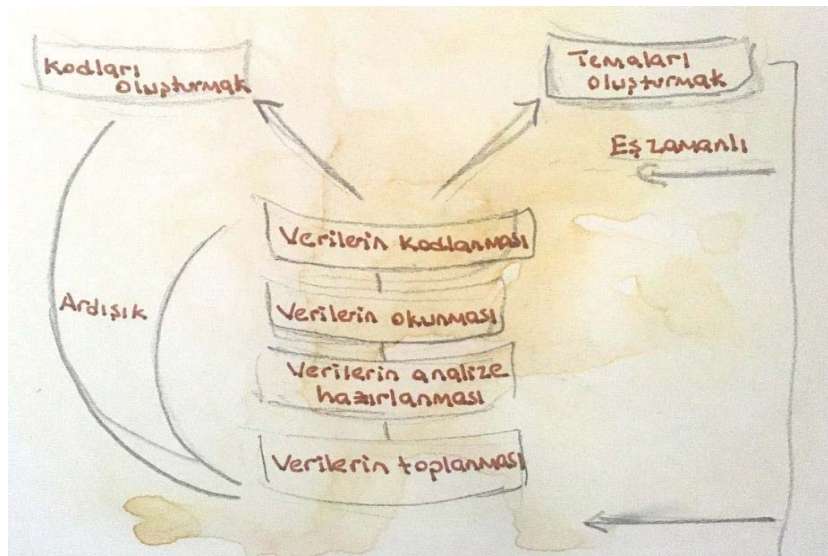 Kodları
oluşturmak
Temaları
oluşturmak
Eşzamanlı
Verilerin kodlanması
Ardışık
Verilerin okunması
Verilerin analize
hazırlanması
Verilerin toplanması